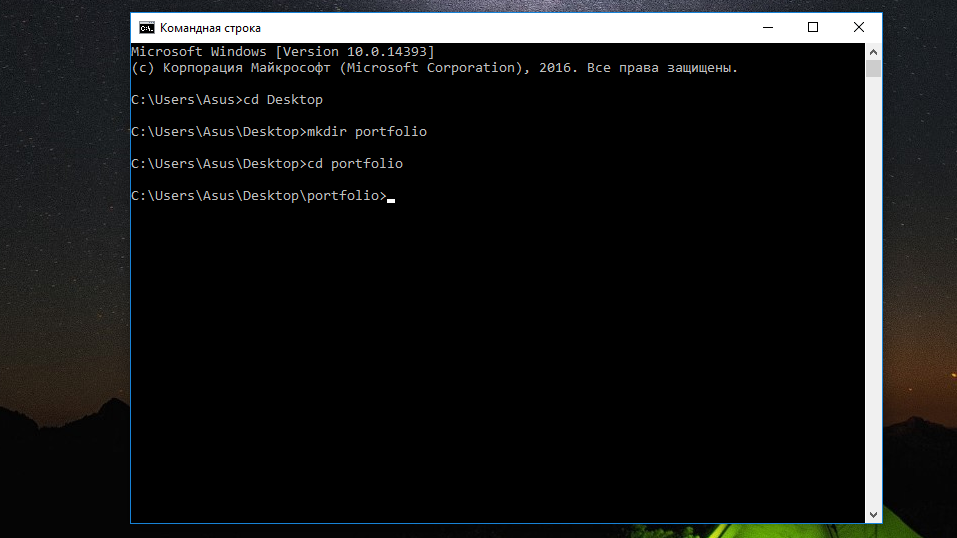 Командная строка
Microsoft Windows [Version 10.0.14393]
(c) Корпорация Майкрософт (Microsoft Corporation), 2016. Все права защищены.
C:\Users\Asus>cd Desktop
C:\Users\Asus\Desktop>mkdir portfolio
C:\Users\Asus\Desktop>cd portfolio
C:\Users\Asus\Desktop\portfolio>